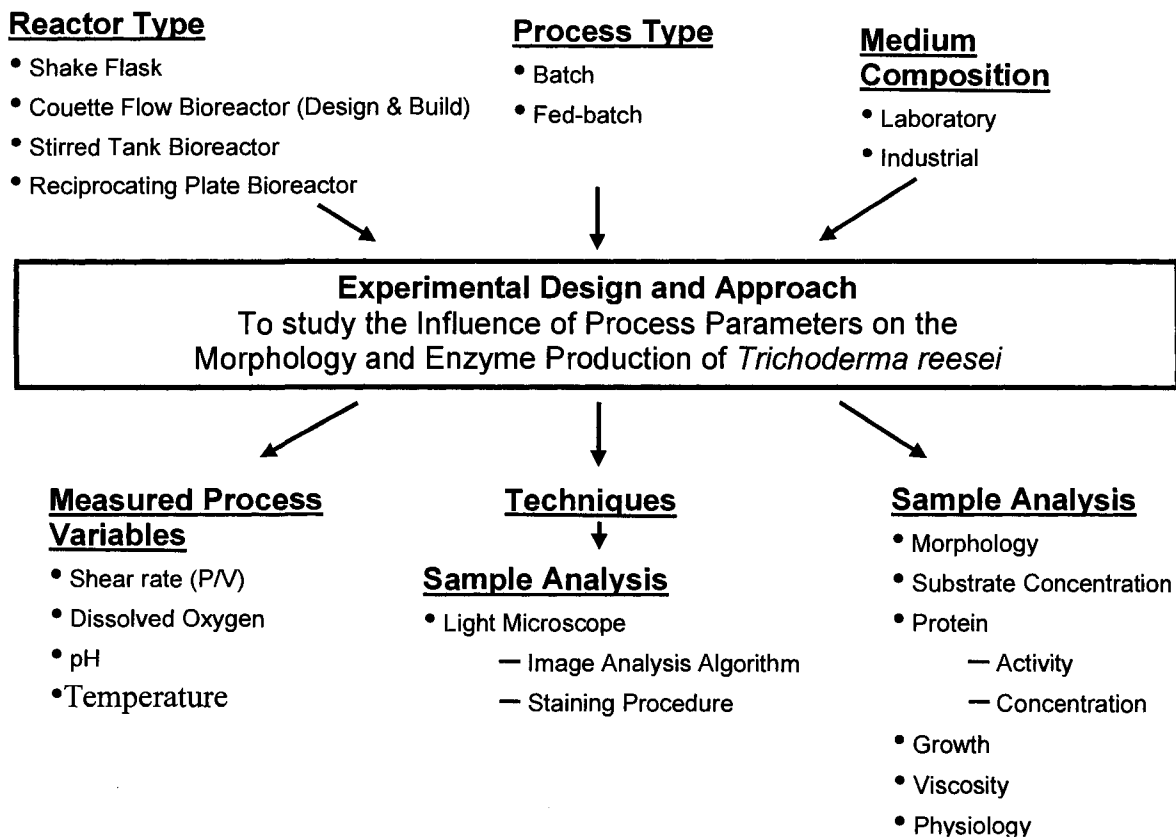 Reactor Type
• Shake Flask
• Couette Flow Bioreactor (Design & Build)
• Stirred Tank Bioreactor
• Reciprocating Plate Bioreactor
Process Type
• Batch
• Fed-batch
Medium
Composition
• Laboratory
• Industrial
Experimental Design and Approach
To study the Influence of Process Parameters on the
Morphology and Enzyme Production of Trichoderma reesei
Measured Process
Variables
• Shear rate (P/V)
• Dissolved Oxygen
• pH
•Temperature
Techniques
Sample Analysis
• Light Microscope
– Image Analysis Algorithm
– Staining Procedure
Sample Analysis
• Morphology
• Substrate Concentration
• Protein
– Activity
– Concentration
• Growth
• Viscosity
• Physiology